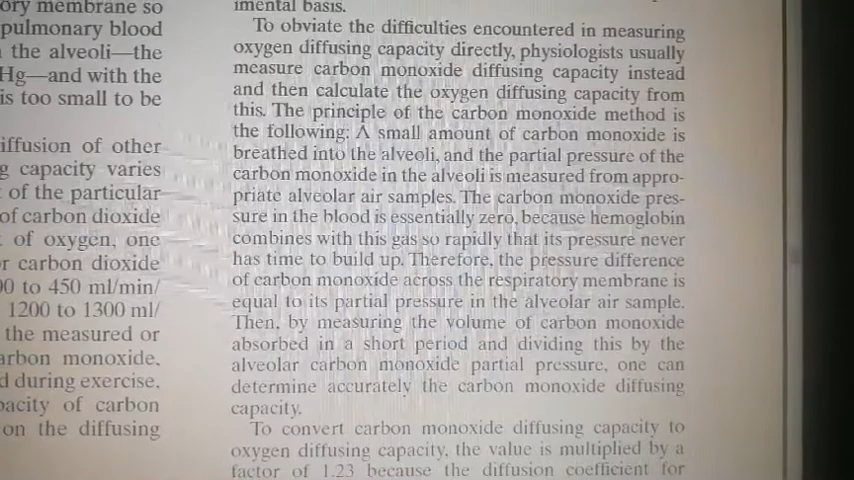 ory membrane so
pulmonary blood
the alveoli—the
Hg—and with the
is too small to be
iffusion of other
g capacity varies
of the particular
of carbon dioxide
of oxygen, one
r carbon dioxide
00 to 450 ml/min/
1200 to 1300 ml/
the measured or
arbon monoxide,
d during exercise.
pacity of carbon
on the diffusing
imental basis.
To obviate the difficulties encountered in measuring
oxygen diffusing capacity directly, physiologists usually
measure carbon monoxide diffusing capacity instead
and then calculate the oxygen diffusing capacity from
this. The principle of the carbon monoxide method is
the following: A small amount of carbon monoxide is
breathed into the alveoli, and the partial pressure of the
carbon monoxide in the alveoli is measured from appro-
priate alveolar air samples. The carbon monoxide pres-
sure in the blood is essentially zero, because hemoglobin
combines with this gas so rapidly that its pressure never
has time to build up. Therefore, the pressure difference
of carbon monoxide across the respiratory membrane is
equal to its partial pressure in the alveolar air sample.
Then, by measuring the volume of carbon monoxide
absorbed in a short period and dividing this by the
alveolar carbon monoxide partial pressure, one can
determine accurately the carbon monoxide diffusing
capacity.
To convert carbon monoxide diffusing capacity to
oxygen diffusing capacity, the value is multiplied by a
factor of 1.23 because the diffusion coefficient for